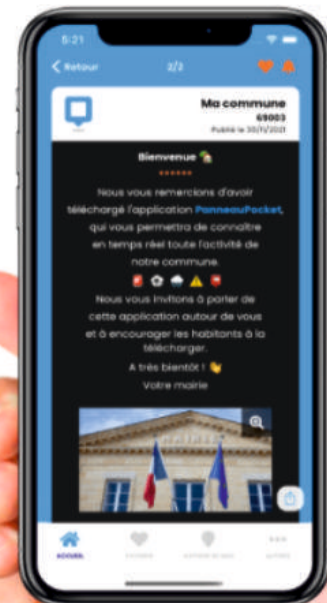 5:21
Retour
2/2
Ma commune
69003
Publié le 30/11/2021
Bienvenue
Nous vous remercions d'avoir
téléchargé l'application PanneauPocket,
qui vous permettra de connaître
en temps réel toute l'activité de
notre commune.
Nous vous invitons à parler de
cette application autour de vous
et à encourager les habitants à la
télécharger.
A très bientôt !
Votre mairie
ACCUEIL
AUTRES